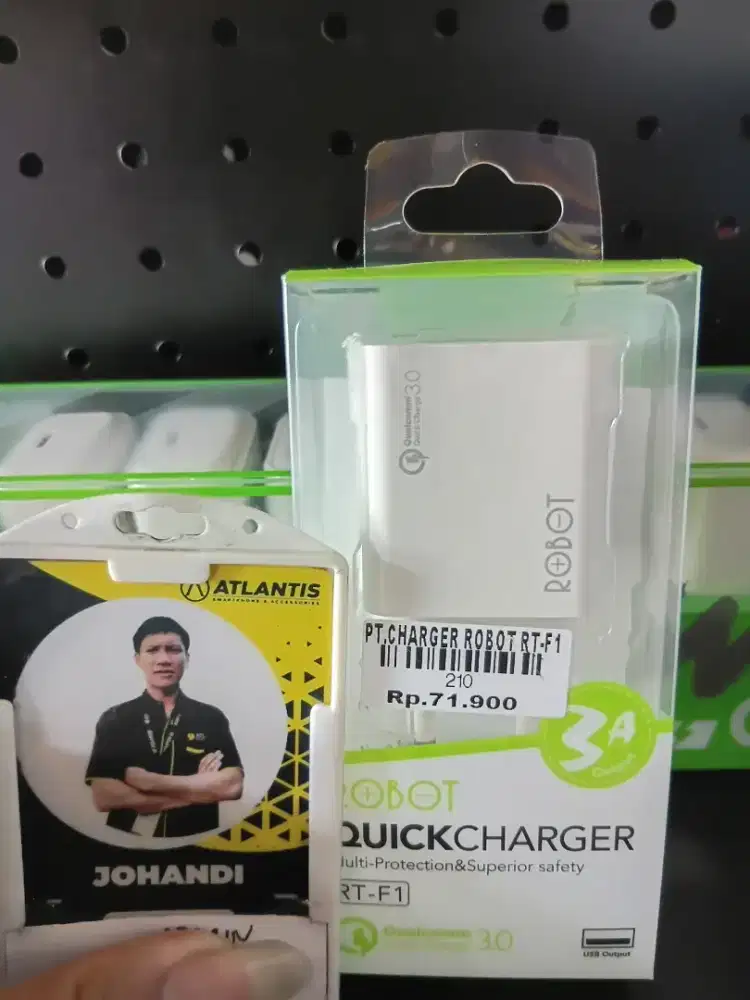 Qualcomm
Quick Charge 3.0
ROBOT
ATLANTIS
SMARTPHONE & ACCESSORIES
JOHANDI
PT.CHARGER ROBOT RT-F1
210
Rp.71.900
3A
ROBOT
QUICKCHARGER
Multi-Protection&Superior safety
RT-F1
Qualcomm
3.0
USB Output